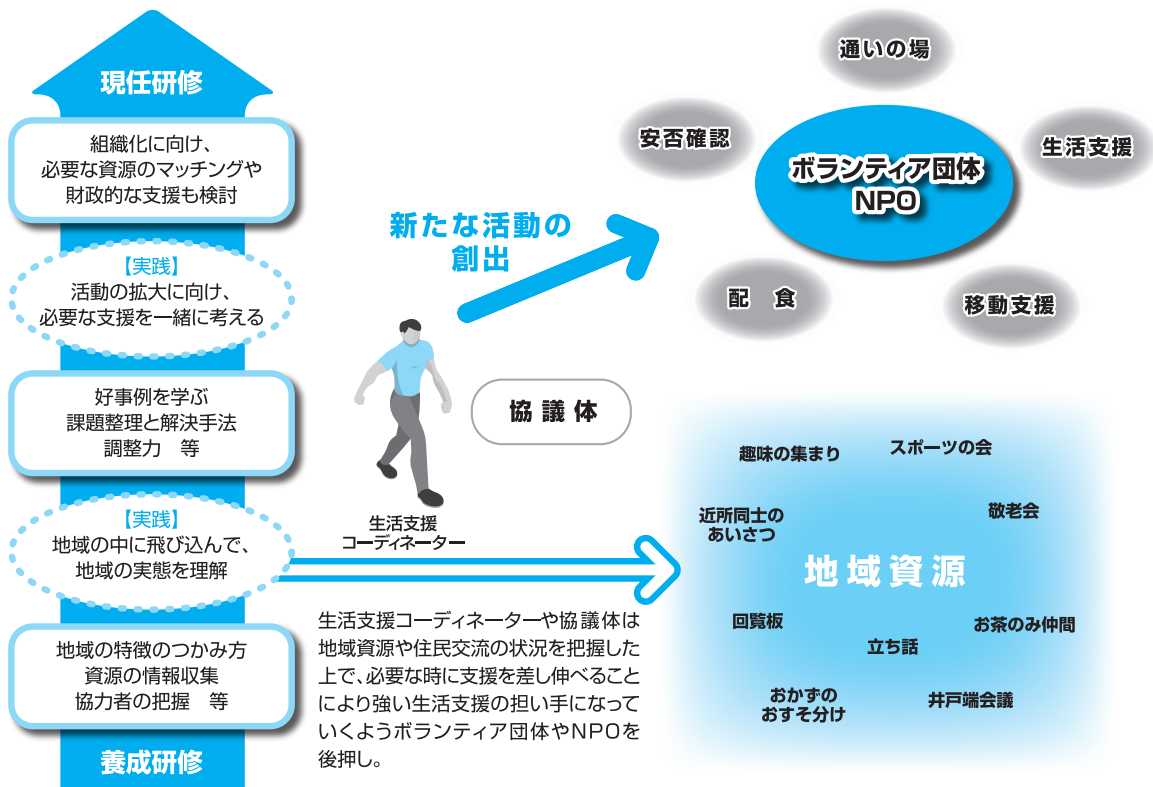 現任研修
組織化に向け、
必要な資源のマッチングや
財政的な支援も検討
【実践】
活動の拡大に向け、
必要な支援を一緒に考える
好事例を学ぶ
課題整理と解決手法
調整力　等
【実践】
地域の中に飛び込んで、
地域の実態を理解
地域の特徴のつかみ方
資源の情報収集
協力者の把握　等
養成研修
新たな活動の
創出
生活支援
コーディネーター
協議体
生活支援コーディネーターや協議体は
地域資源や住民交流の状況を把握した
上で、必要な時に支援を差し伸べること
により強い生活支援の担い手になって
いくようボランティア団体やNPOを
後押し。
通いの場
安否確認
生活支援
ボランティア団体
NPO
配　食
移動支援
趣味の集まり
スポーツの会
近所同士の
あいさつ
敬老会
地域資源
回覧板
お茶のみ仲間
立ち話
おかずの
おすそ分け
井戸端会議